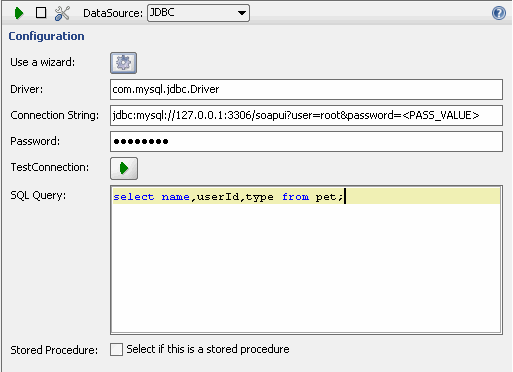 DataSource: JDBC
Configuration
Use a wizard:
Driver: com.mysql.jdbc.Driver
Connection String: jdbc:mysql://127.0.0.1:3306/soapui?user=root&password=<PASS_VALUE>
Password: ●●●●●●●●
TestConnection:
SQL Query: select name,userId,type from pet;
Stored Procedure: Select if this is a stored procedure